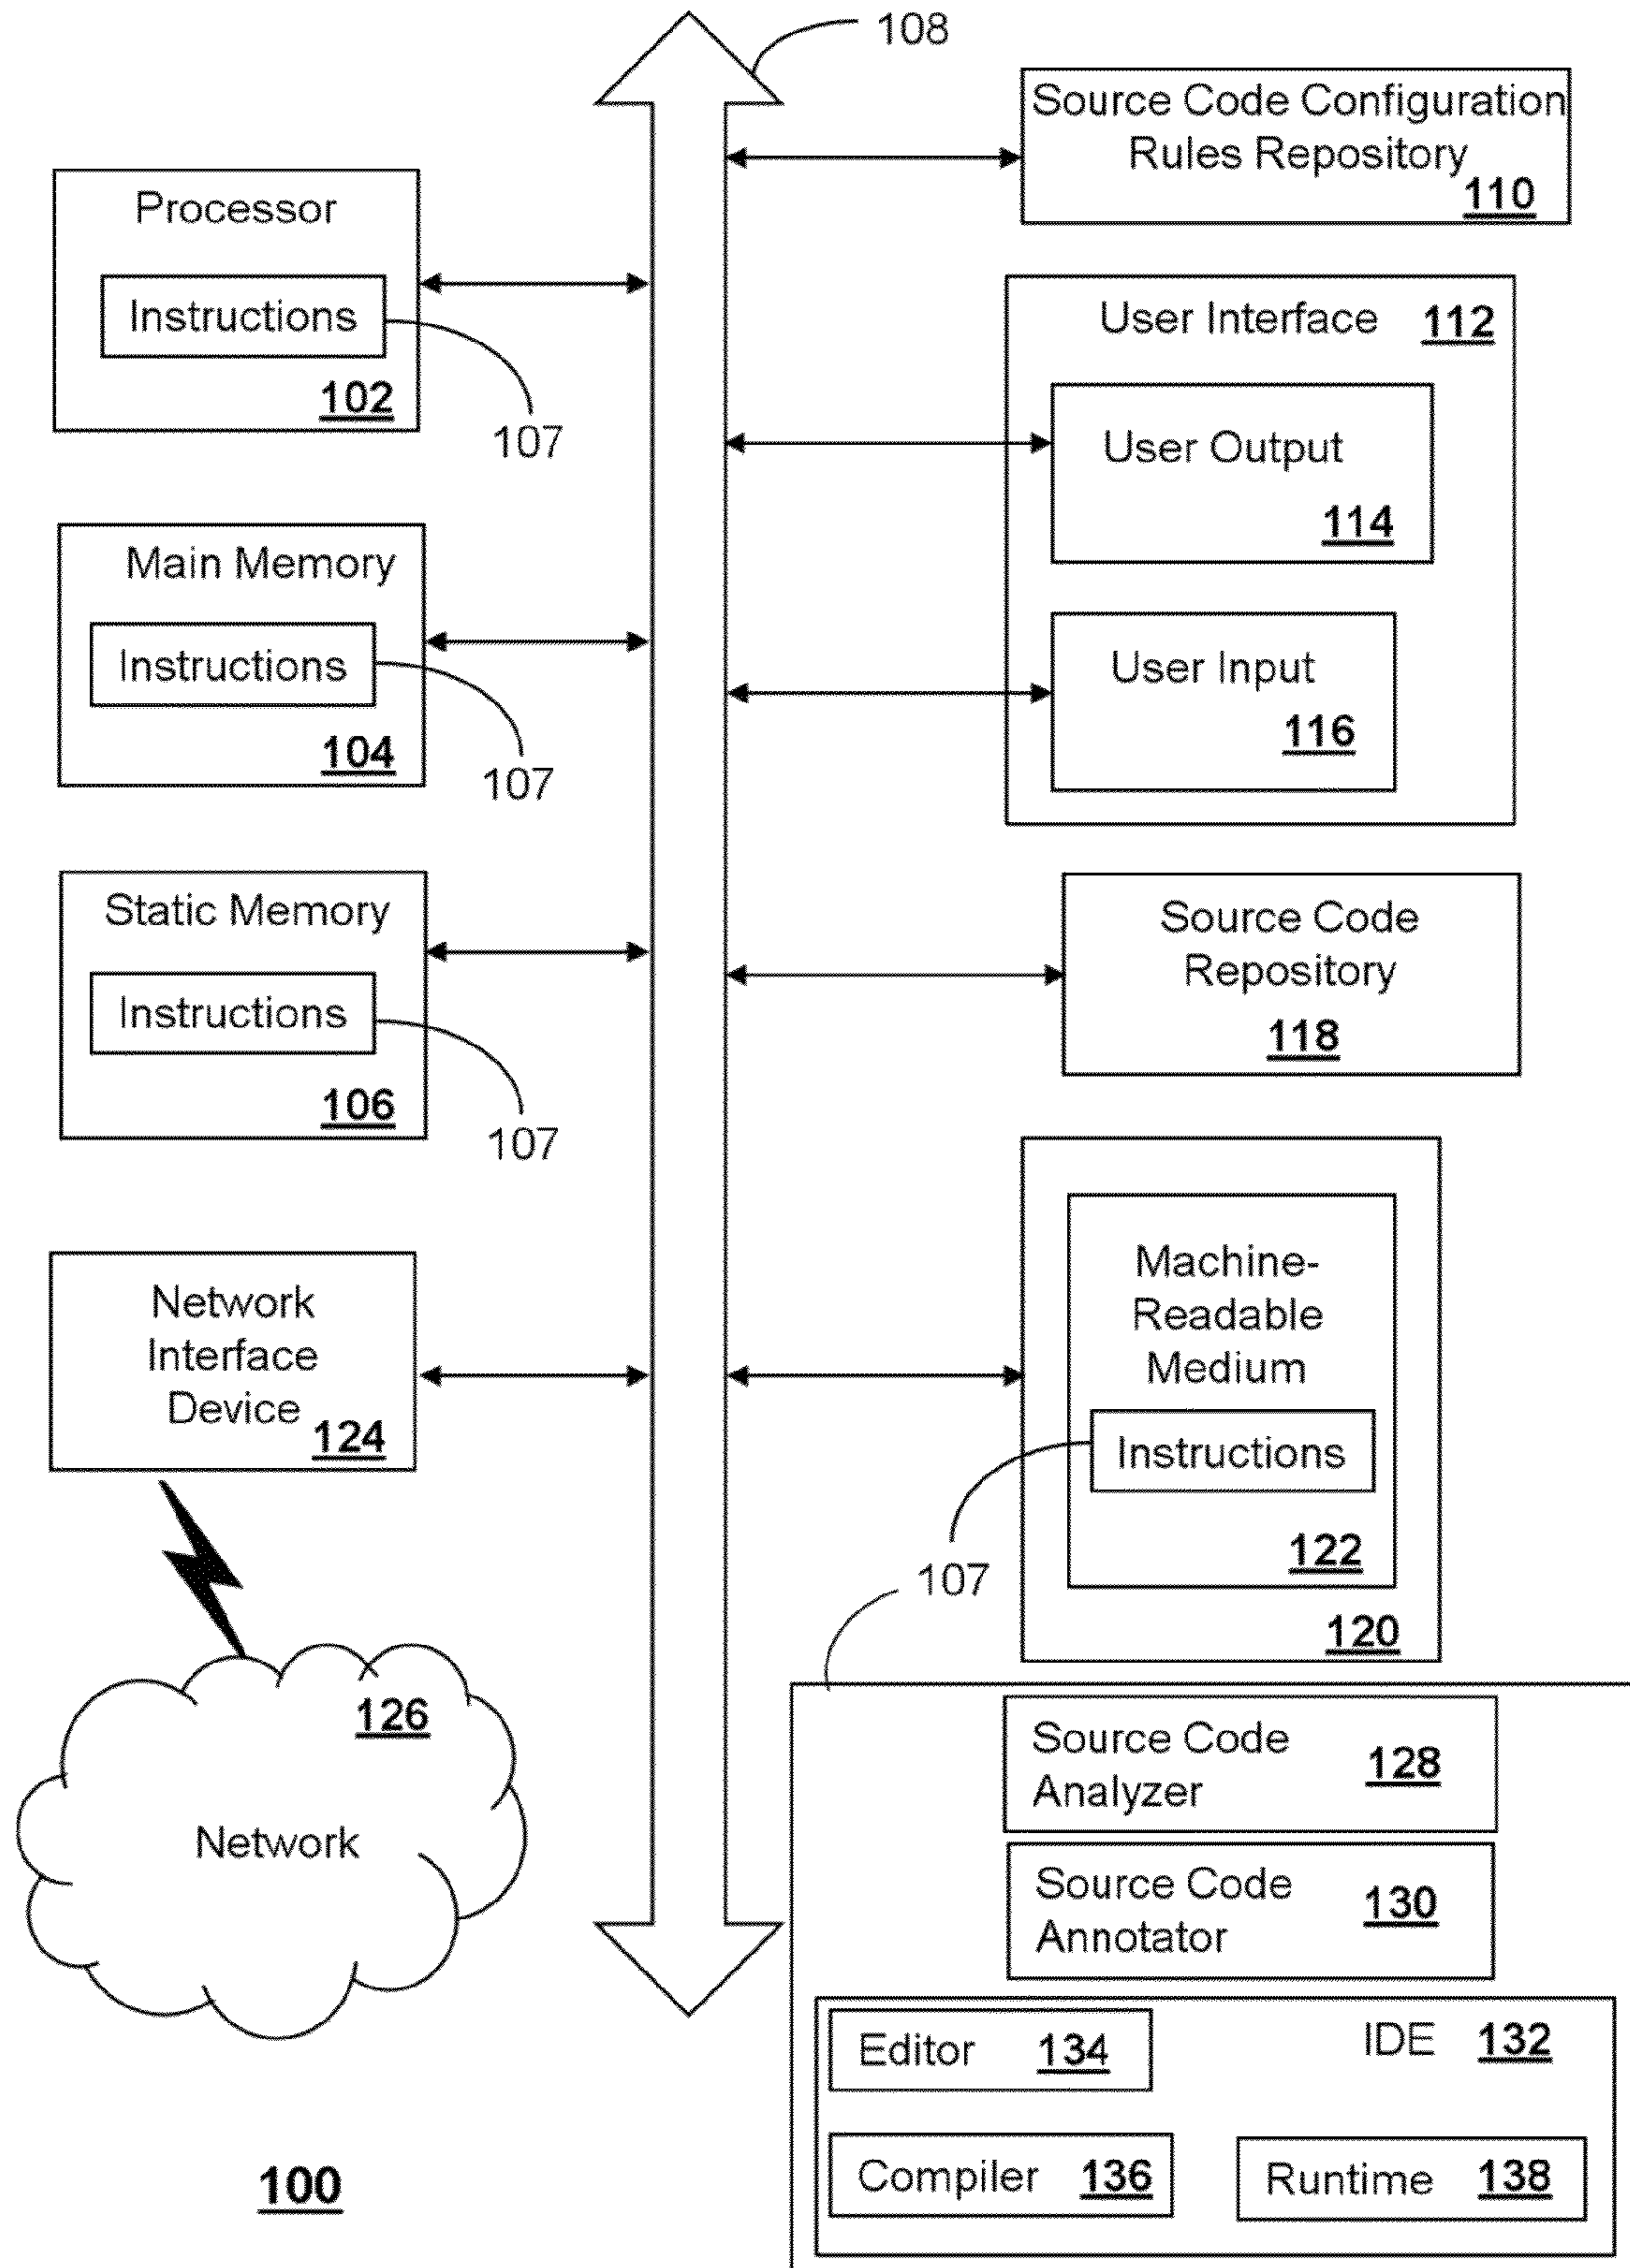 108
Source Code Configuration
Rules Repository
110
Processor
Instructions
102
107
User Interface 112
User Output
114
Main Memory
Instructions
104
107
User Input
116
Static Memory
Instructions
106
107
Source Code
Repository
118
Network
Interface
Device
124
Machine-
Readable
Medium
Instructions
122
107
120
126
Network
Source Code
Analyzer
128
Source Code
Annotator
130
Editor 134
IDE 132
Compiler 136
Runtime 138
100